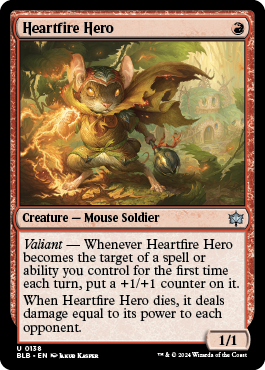 Heartfire Hero
Creature — Mouse Soldier
Valiant — Whenever Heartfire Hero
becomes the target of a spell or
ability you control for the first time
each turn, put a +1/+1 counter on it.
When Heartfire Hero dies, it deals
damage equal to its power to each
opponent.
1/1
U 0138
BLB • EN Jakub Kasper
™ & © 2024 Wizards of the Coast